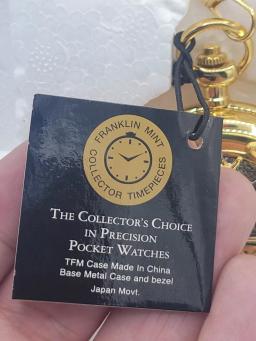 FRANKLIN MINT
COLLECTOR TIMEPIECES
THE COLLECTOR'S CHOICE
IN PRECISION
POCKET WATCHES
TFM Case Made In China
Base Metal Case and bezel
Japan Movt.